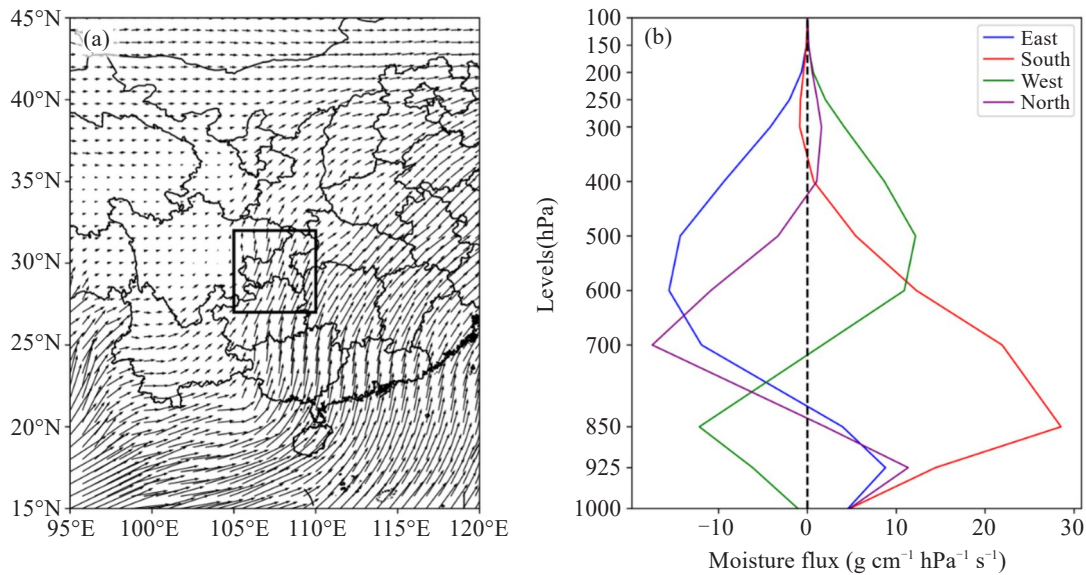 (a)
45°N
40°N
35°N
30°N
25°N
20°N
15°N
95°E
100°E
105°E
110°E
115°E
120°E
(b)
East
South
West
North
Levels(hPa)
100
150
200
250
300
400
500
600
700
850
925
1000
−10
0
10
20
30
Moisture flux (g cm⁻¹ hPa⁻¹ s⁻¹)